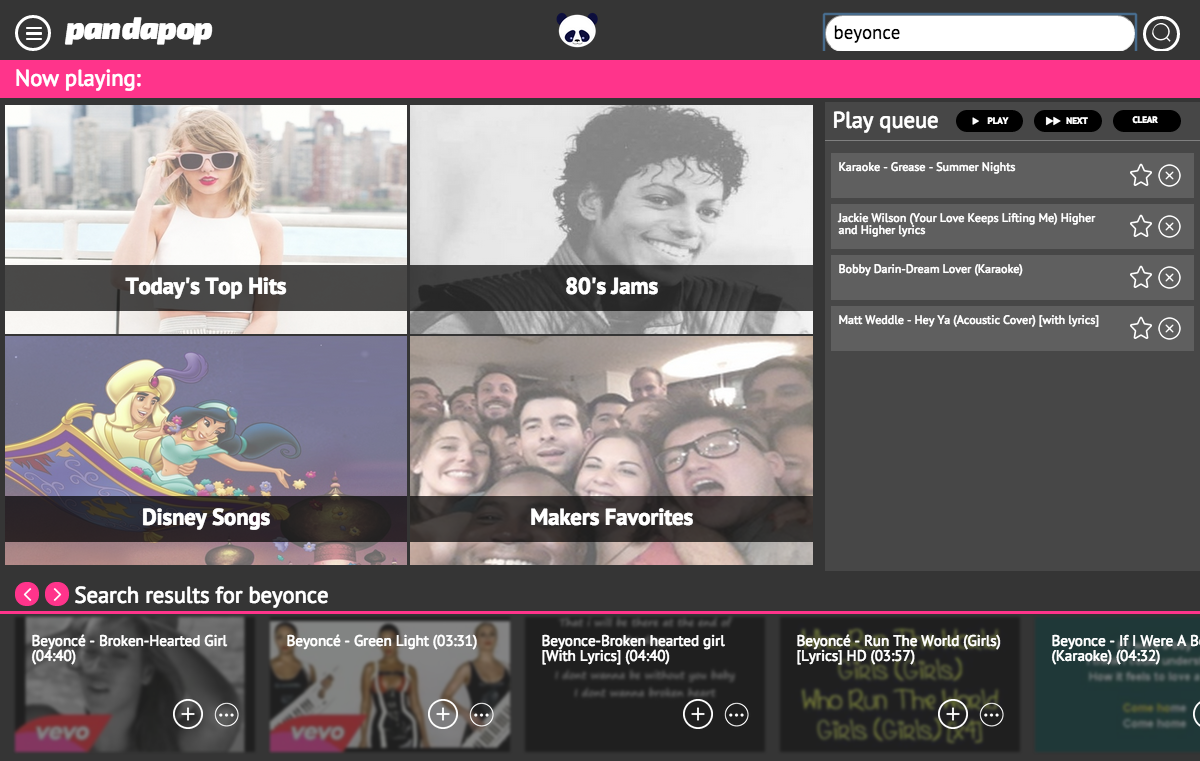 pandapop
beyonce
Now playing:
Today's Top Hits
80's Jams
Disney Songs
Makers Favorites
Play queue
PLAY
NEXT
CLEAR
Karaoke - Grease - Summer Nights
Jackie Wilson (Your Love Keeps Lifting Me) Higher
and Higher lyrics
Bobby Darin-Dream Lover (Karaoke)
Matt Weddle - Hey Ya (Acoustic Cover) [with lyrics]
Search results for beyonce
Beyoncé - Broken-Hearted Girl
(04:40)
vevo
Beyoncé - Green Light (03:31)
vevo
That i will be there at the end of
Beyonce-Broken hearted girl
[With Lyrics] (04:40)
I dont wanna be without you baby
I dont wanna broken heart
Beyoncé - Run The World (Girls)
[Lyrics] HD (03:57)
(Girls)
Who Run The World
Girls (Girls) [x4]
Beyonce - If I Were A B
(Karaoke) (04:32)
How it feels to love a
Come home
Come home